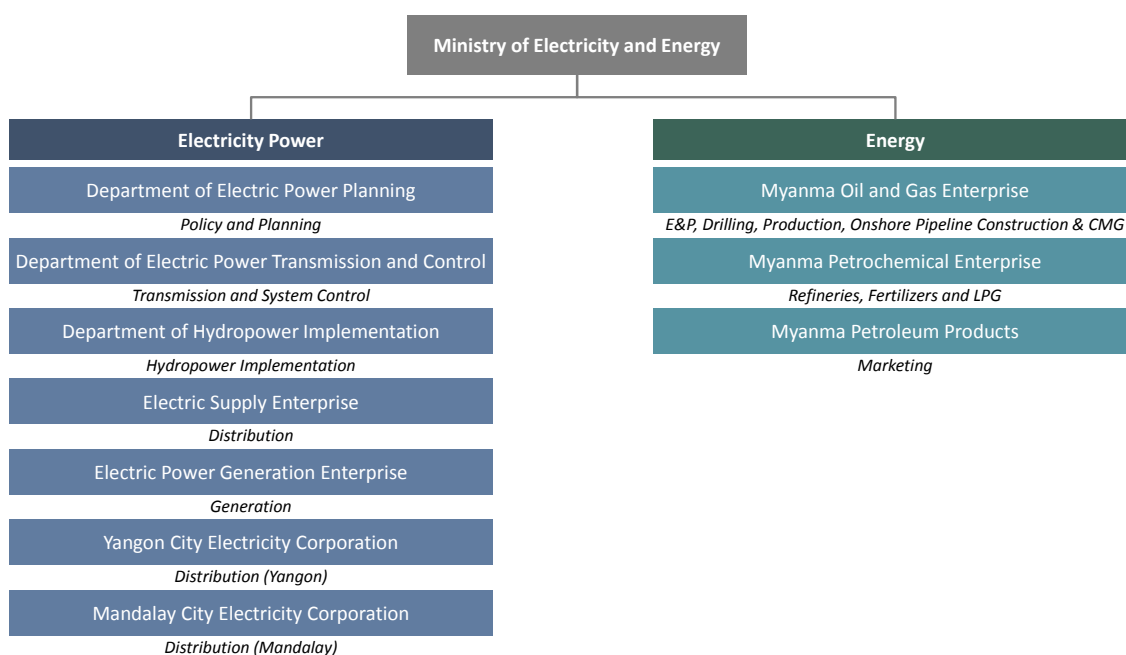 Ministry of Electricity and Energy
Electricity Power
Department of Electric Power Planning
Policy and Planning
Department of Electric Power Transmission and Control
Transmission and System Control
Department of Hydropower Implementation
Hydropower Implementation
Electric Supply Enterprise
Distribution
Electric Power Generation Enterprise
Generation
Yangon City Electricity Corporation
Distribution (Yangon)
Mandalay City Electricity Corporation
Distribution (Mandalay)
Energy
Myanma Oil and Gas Enterprise
E&P, Drilling, Production, Onshore Pipeline Construction & CMG
Myanma Petrochemical Enterprise
Refineries, Fertilizers and LPG
Myanma Petroleum Products
Marketing